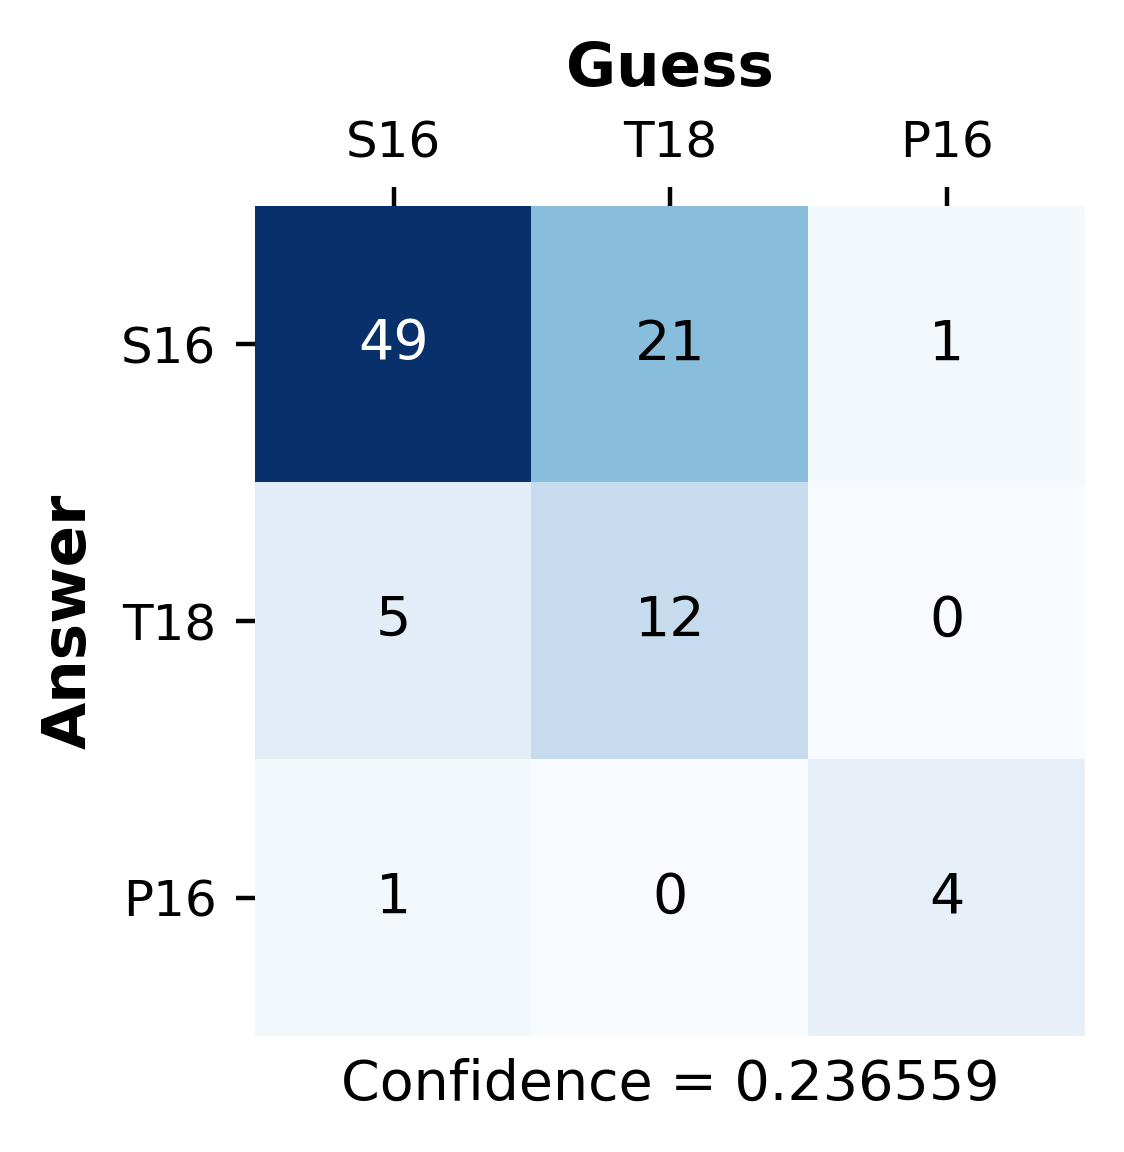 Guess
S16 T18 P16
Answer
S16 49 21 1
T18 5 12 0
P16 1 0 4
Confidence = 0.236559